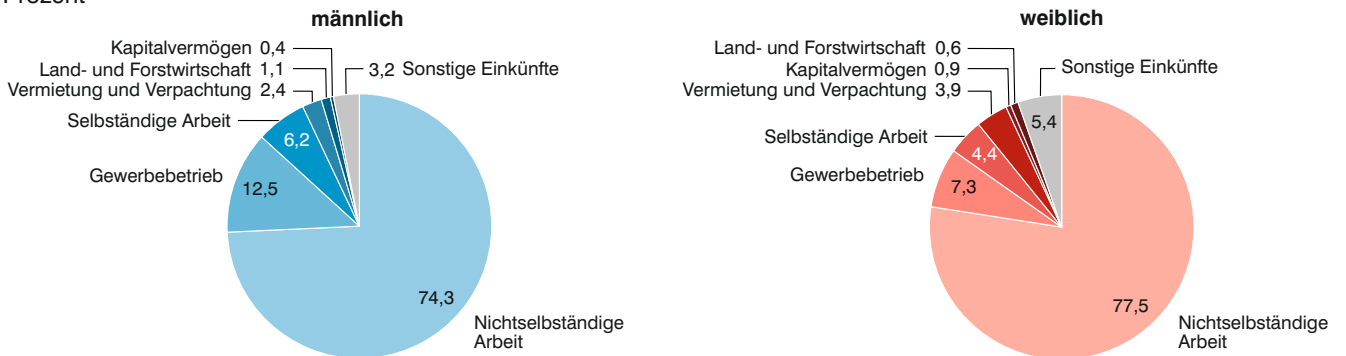 Prozent
männlich
Kapitalvermögen 0,4
Land- und Forstwirtschaft 1,1
Vermietung und Verpachtung 2,4
Selbständige Arbeit
6,2
Gewerbebetrieb
12,5
3,2 Sonstige Einkünfte
74,3
Nichtselbständige
Arbeit
weiblich
Land- und Forstwirtschaft 0,6
Kapitalvermögen 0,9
Vermietung und Verpachtung 3,9
Selbständige Arbeit
4,4
Gewerbebetrieb
7,3
Sonstige Einkünfte
5,4
77,5
Nichtselbständige
Arbeit